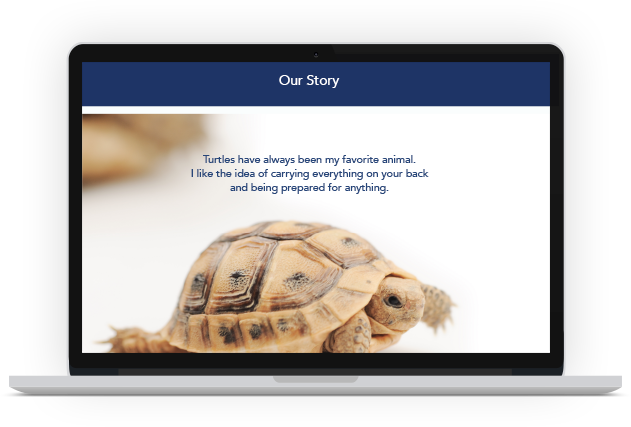 Our Story
Turtles have always been my favorite animal.
I like the idea of carrying everything on your back
and being prepared for anything.